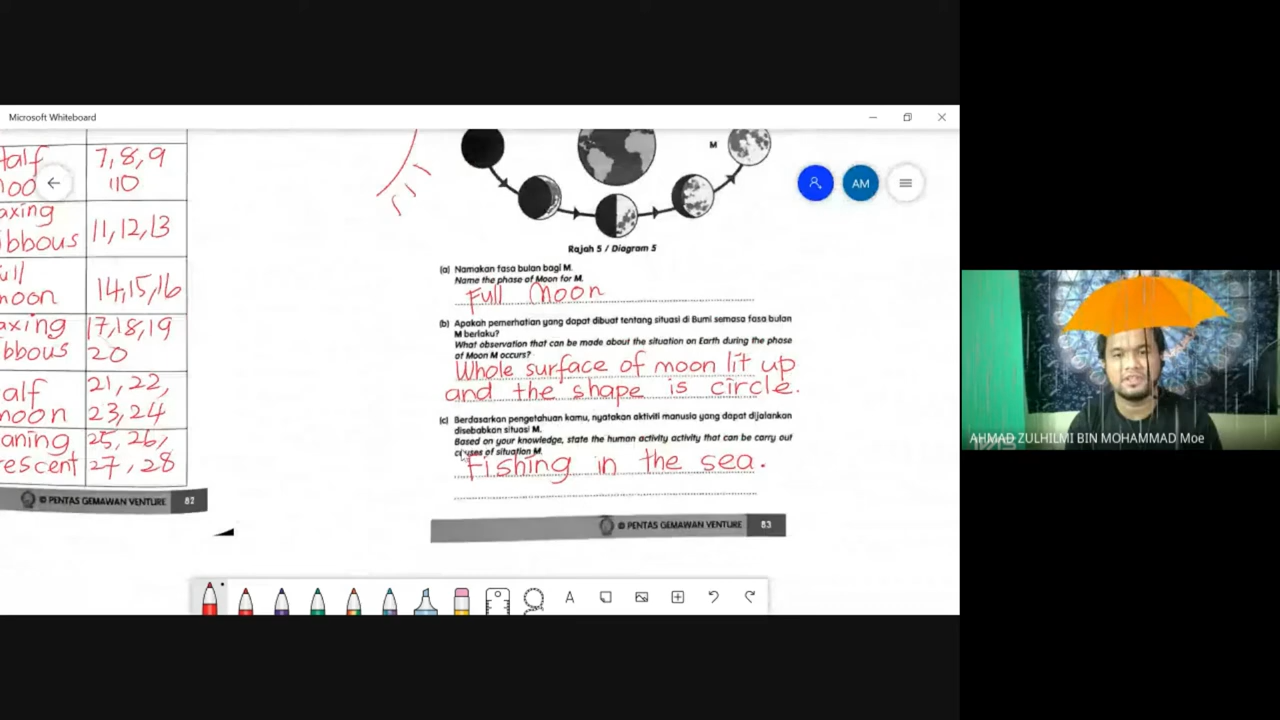 Microsoft Whiteboard
Half
7,8,9
10
axing
ibbous
11,12,13
moon
14,15,16
axing
ibbous
17,18,19
20
alf
moon
21, 22,
23,24
aning
rescent
25,26,
27, 28
© PENTAS GEMAWAN VENTURE 82
M
AM
Rajah 5 / Diagram 5
(a) Namakan fasa bulan bagi M.
Name the phase of Moon for M.
Full Moon
(b) Apakah pemerhatian yang dapat dibuat tentang situasi di Bumi semasa fasa bulan
M berlaku?
What observation that can be made about the situation on Earth during the phase
of Moon M occurs?
Whole surface of moon lit up
and the shape is circle.
(c) Berdasarkan pengetahuan kamu, nyatakan aktiviti manusia yang dapat dijalankan
disebabkan situasi M.
Based on your knowledge, state the human activity activity that can be carry out
causes of situation M.
Fishing in the sea.
© PENTAS GEMAWAN VENTURE 83
A
AHMAD ZULHILMI BIN MOHAMMAD Moe